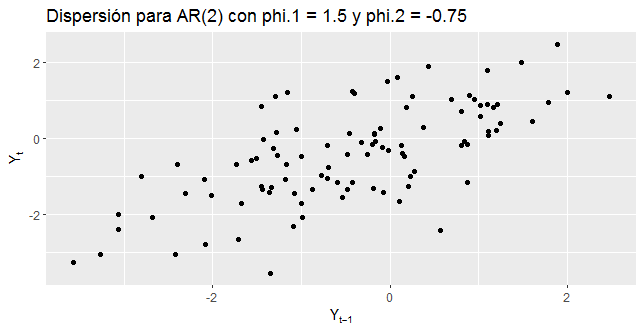 Dispersión para AR(2) con phi.1 = 1.5 y phi.2 = -0.75
2
0
-2
Yt
-2
0
2
Yt−1